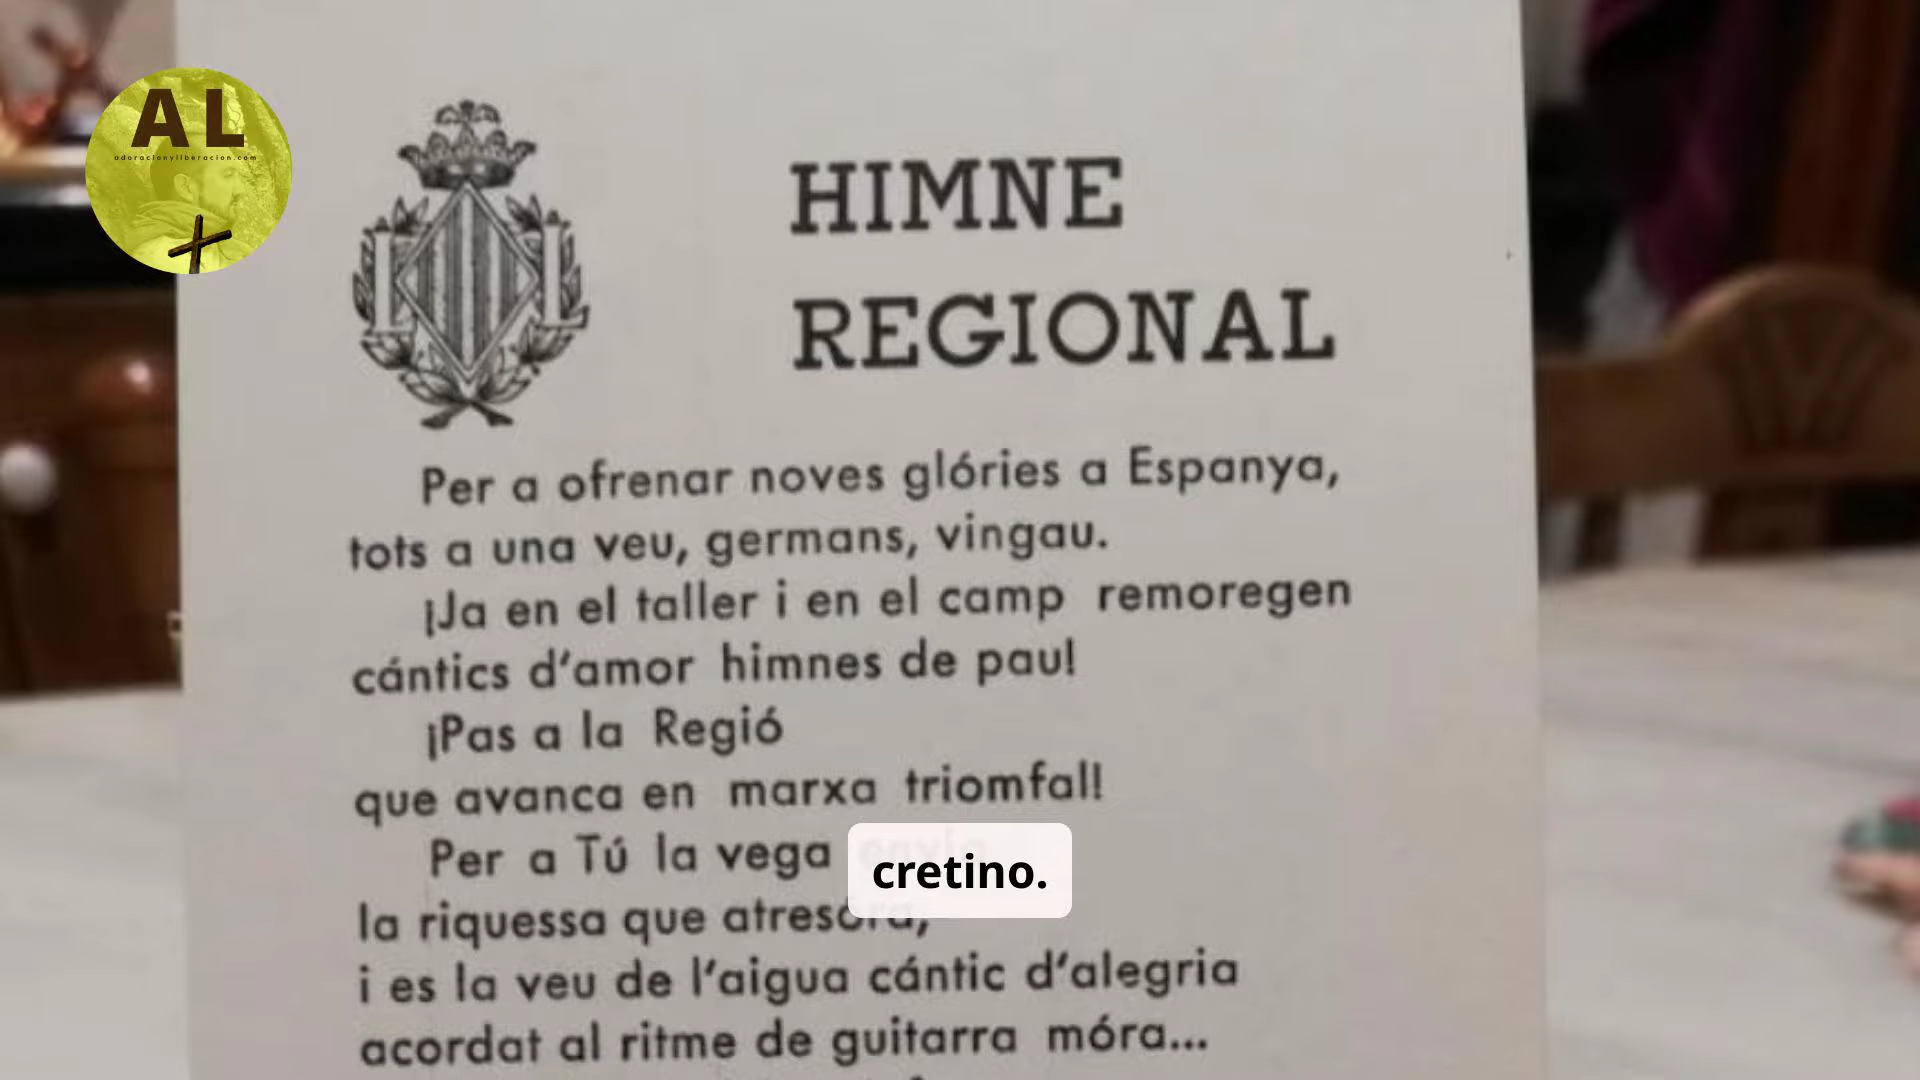 AL
adoracionyliberacion.com
L L
HIMNE
REGIONAL
Per a ofrenar noves glóries a Espanya,
tots a una veu, germans, vingau.
¡Ja en el taller i en el camp remoregen
cántics d'amor himnes de pau!
¡Pas a la Regió
que avanca en marxa triomfal!
Per a Tú la vega
cretino.
la riquessa que atresora,
i es la veu de l'aigua cántic d'alegria
acordat al ritme de guitarra móra...